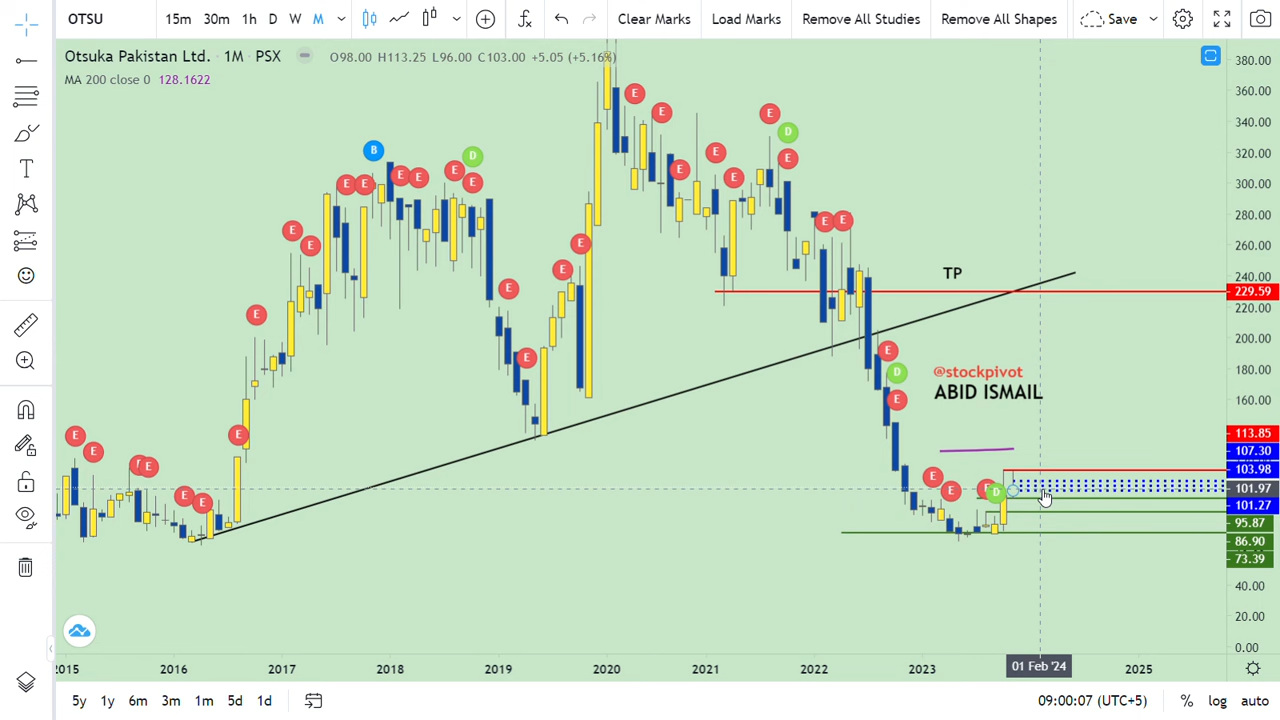 OTSU 15m 30m 1h D W M Clear Marks Load Marks Remove All Studies Remove All Shapes Save
Otsuka Pakistan Ltd. 1M PSX O98.00 H113.25 L96.00 C103.00 +5.05 (+5.16%)
MA 200 close 0 128.1622
380.00
360.00
340.00
320.00
300.00
280.00
260.00
240.00
229.59
220.00
200.00
180.00
160.00
113.85
107.30
103.98
101.97
101.27
95.87
86.90
73.39
40.00
20.00
0.00
B
D
E
TP
@stockpivot
ABID ISMAIL
2015 2016 2017 2018 2019 2020 2021 2022 2023 01 Feb '24 2025
5y 1y 6m 3m 1m 5d 1d 09:00:07 (UTC+5) % log auto